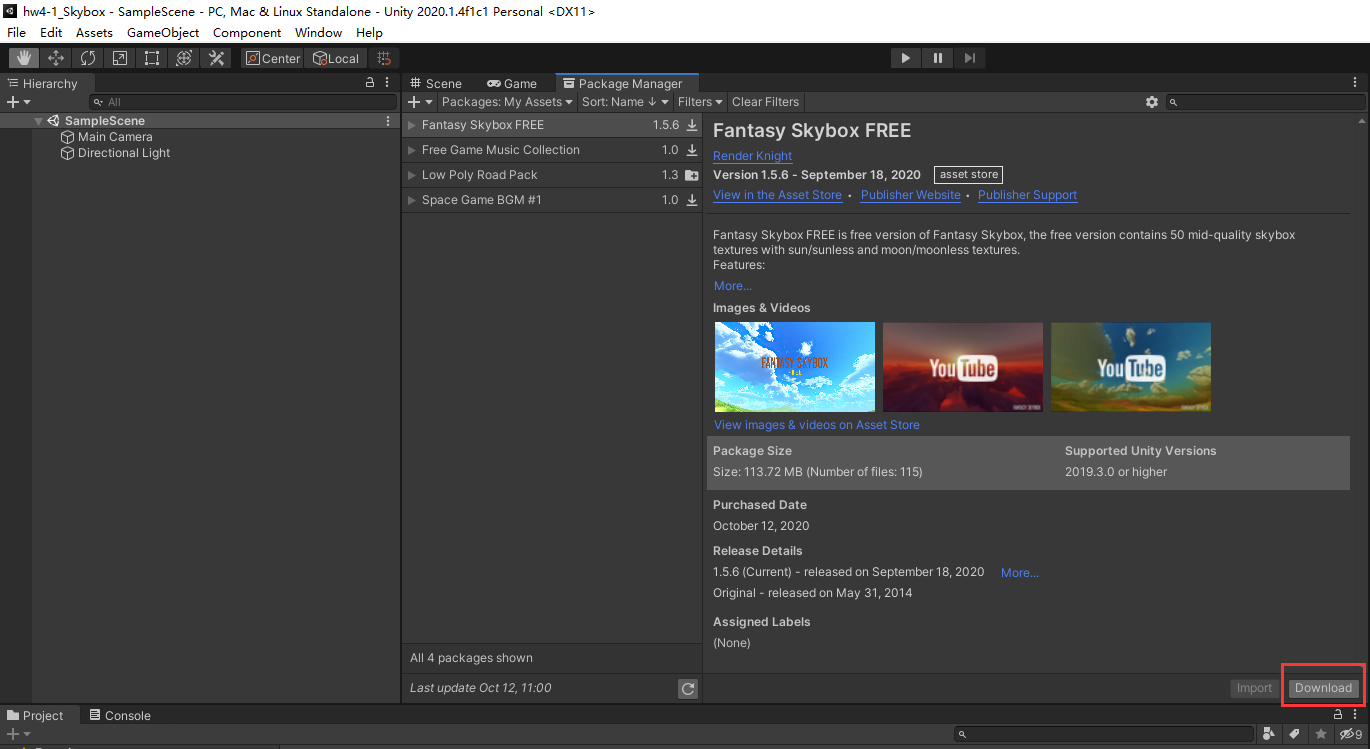 hw4-1_Skybox - SampleScene - PC, Mac & Linux Standalone - Unity 2020.1.4f1c1 Personal <DX11>
File Edit Assets GameObject Component Window Help
Center Local
Hierarchy
All
SampleScene
Main Camera
Directional Light
Scene Game Package Manager
Packages: My Assets Sort: Name ↓ Filters Clear Filters
Fantasy Skybox FREE 1.5.6
Free Game Music Collection 1.0
Low Poly Road Pack 1.3
Space Game BGM #1 1.0
All 4 packages shown
Last update Oct 12, 11:00
Fantasy Skybox FREE
Render Knight
Version 1.5.6 - September 18, 2020 asset store
View in the Asset Store • Publisher Website • Publisher Support
Fantasy Skybox FREE is free version of Fantasy Skybox, the free version contains 50 mid-quality skybox
textures with sun/sunless and moon/moonless textures.
Features:
More...
Images & Videos
FANTASY SKYBOX
YouTube
YouTube
View images & videos on Asset Store
Package Size Supported Unity Versions
Size: 113.72 MB (Number of files: 115) 2019.3.0 or higher
Purchased Date
October 12, 2020
Release Details
1.5.6 (Current) - released on September 18, 2020 More...
Original - released on May 31, 2014
Assigned Labels
(None)
Import Download
Project Console
9